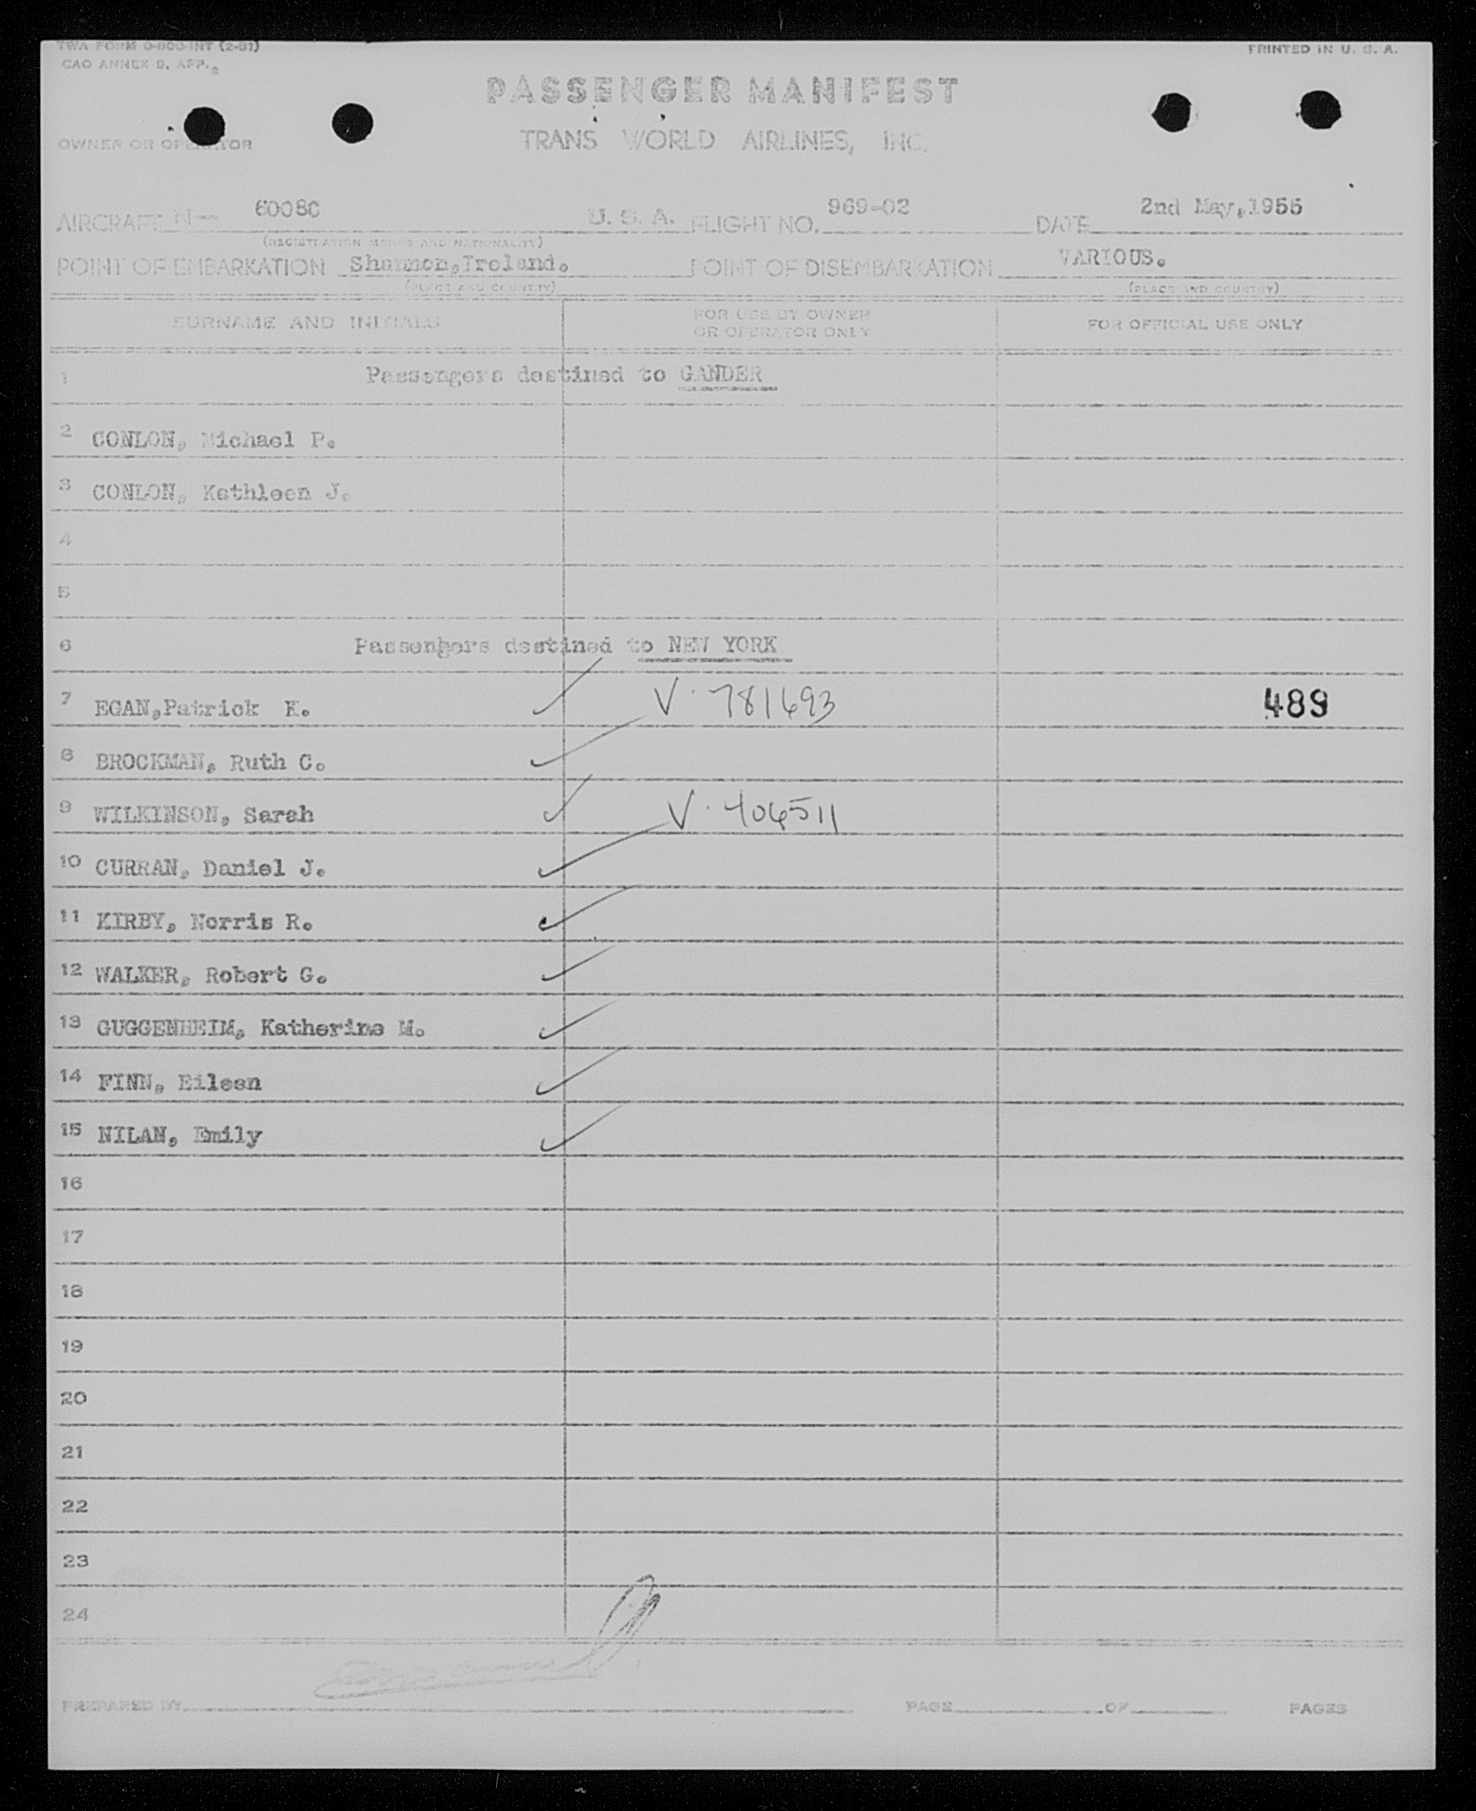 TWA FORM O-800-INT (2-51)
PRINTED IN U. S. A.
CAO ANNEX 9, APP.
PASSENGER MANIFEST
OWNER OR OPERATOR
TRANS WORLD AIRLINES, INC.
AIRCRAFT N— 6008C U. S. A. FLIGHT NO. 969-02 DATE 2nd May,1955
(REGISTRATION MARKS AND NATIONALITY)
POINT OF EMBARKATION Shannon,Ireland. POINT OF DISEMBARKATION VARIOUS.
(PLACE AND COUNTRY) (PLACE AND COUNTRY)
SURNAME AND INITIALS FOR USE BY OWNER OR OPERATOR ONLY FOR OFFICIAL USE ONLY
1 Passengers destined to GANDER
2 CONLON, Michael P.
3 CONLON, Kathleen J.
4
5
6 Passengers destined to NEW YORK
7 EGAN,Patrick K. V. 781693 489
8 BROCKMAN, Ruth C.
9 WILKINSON, Sarah V. 406511
10 CURRAN, Daniel J.
11 KIRBY, Norris R.
12 WALKER, Robert G.
13 GUGGENHEIM, Katherine M.
14 FINN, Eileen
15 NILAN, Emily
16
17
18
19
20
21
22
23
24
PREPARED BY PAGE OF PAGES